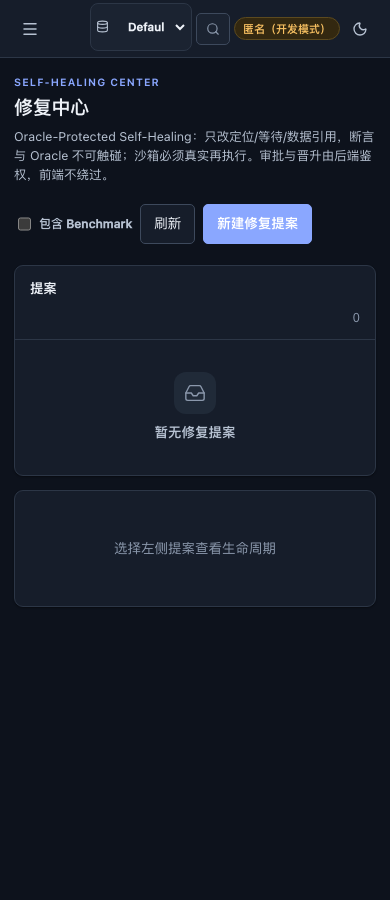 Defaul
匿名（开发模式）
SELF-HEALING CENTER
修复中心
Oracle-Protected Self-Healing：只改定位/等待/数据引用，断言
与 Oracle 不可触碰；沙箱必须真实再执行。审批与晋升由后端鉴
权，前端不绕过。
包含 Benchmark
刷新
新建修复提案
提案
0
暂无修复提案
选择左侧提案查看生命周期